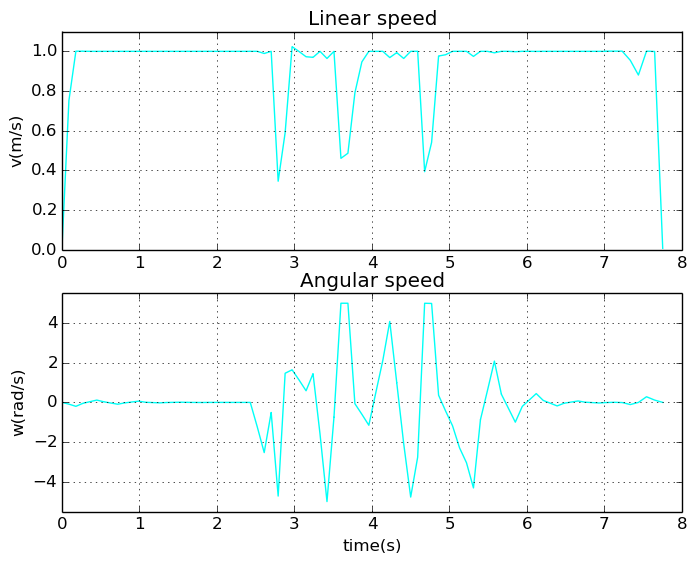 Linear speed
1.0
0.8
0.6
0.4
0.2
0.0
v(m/s)
0 1 2 3 4 5 6 7 8
Angular speed
4
2
0
−2
−4
w(rad/s)
0 1 2 3 4 5 6 7 8
time(s)